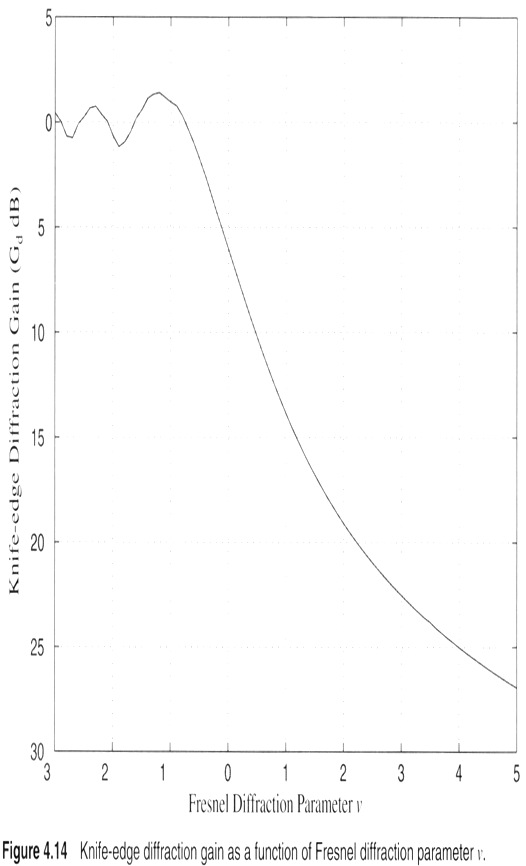 5
0
5
10
15
20
25
30
Knife-edge Diffraction Gain (Gd dB)
3 2 1 0 1 2 3 4 5
Fresnel Diffraction Parameter ν
Figure 4.14 Knife-edge diffraction gain as a function of Fresnel diffraction parameter ν.